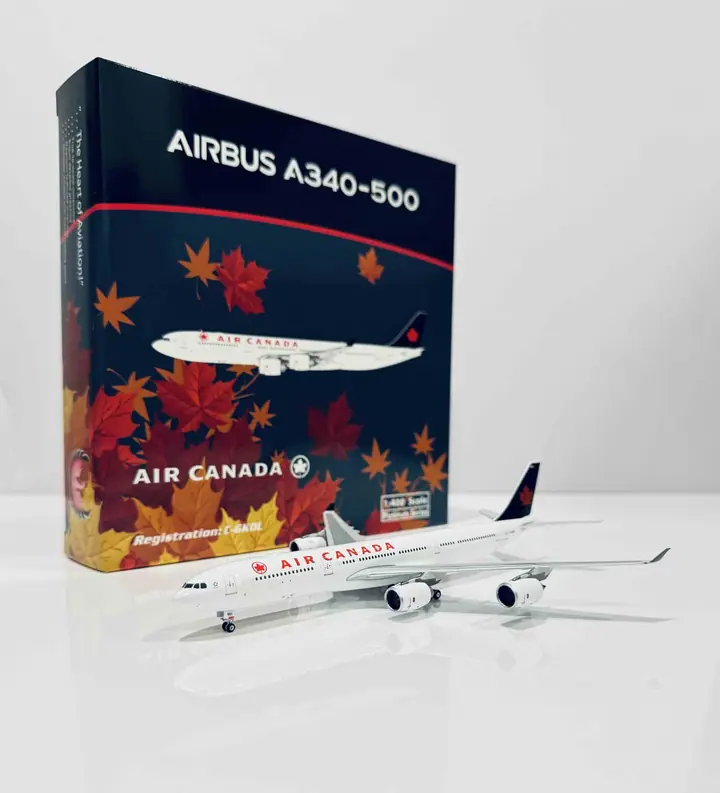 AIRBUS A340-500
"...The Heart of Aviation!"
AIR CANADA
AIR CANADA
Registration: C-GKOL
1:400 Scale
AIR CANADA